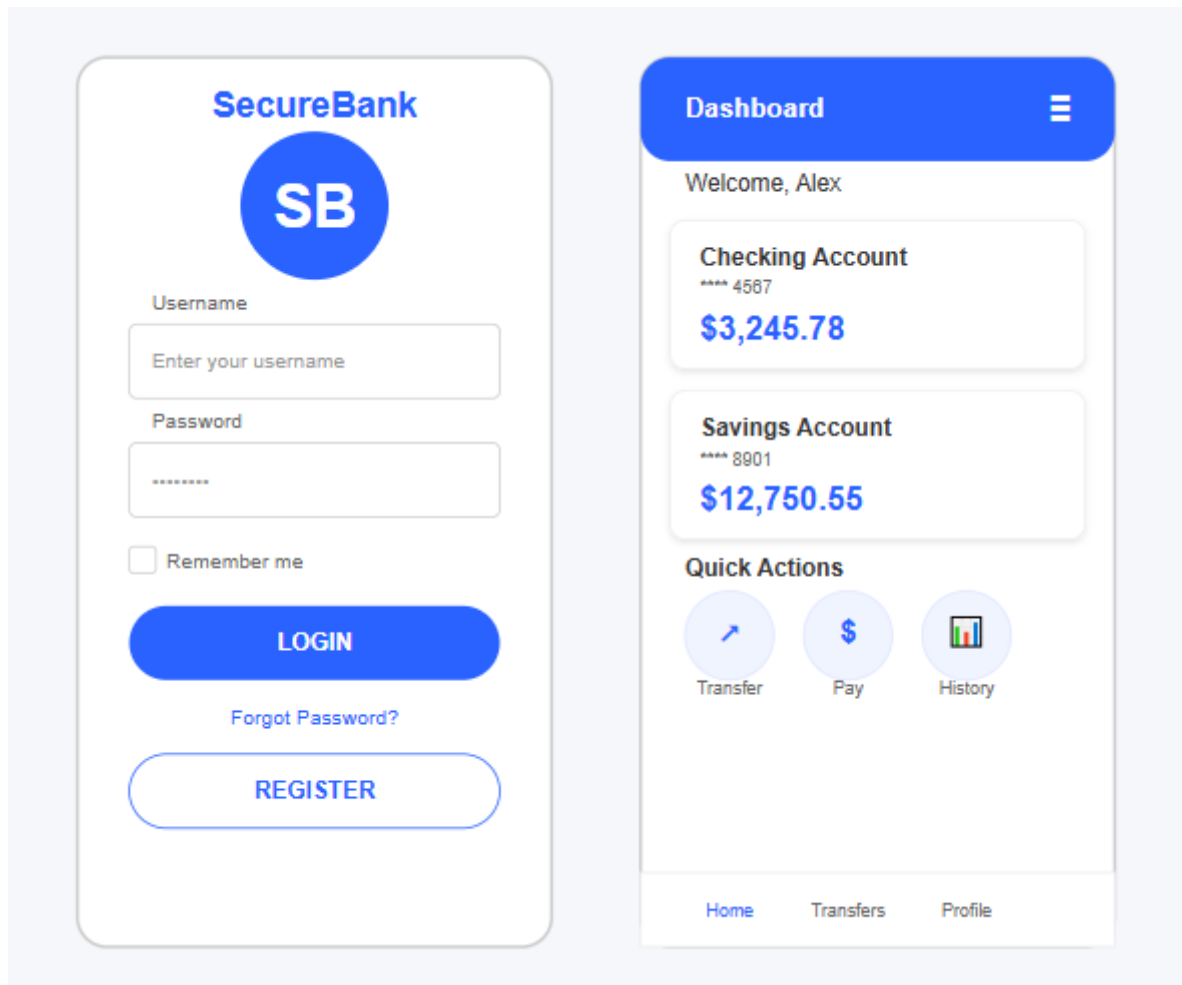 SecureBank
SB
Username
Enter your username
Password
--------
Remember me
LOGIN
Forgot Password?
REGISTER
Dashboard
Welcome, Alex
Checking Account
**** 4567
$3,245.78
Savings Account
**** 8901
$12,750.55
Quick Actions
↗ $
Transfer Pay History
Home Transfers Profile